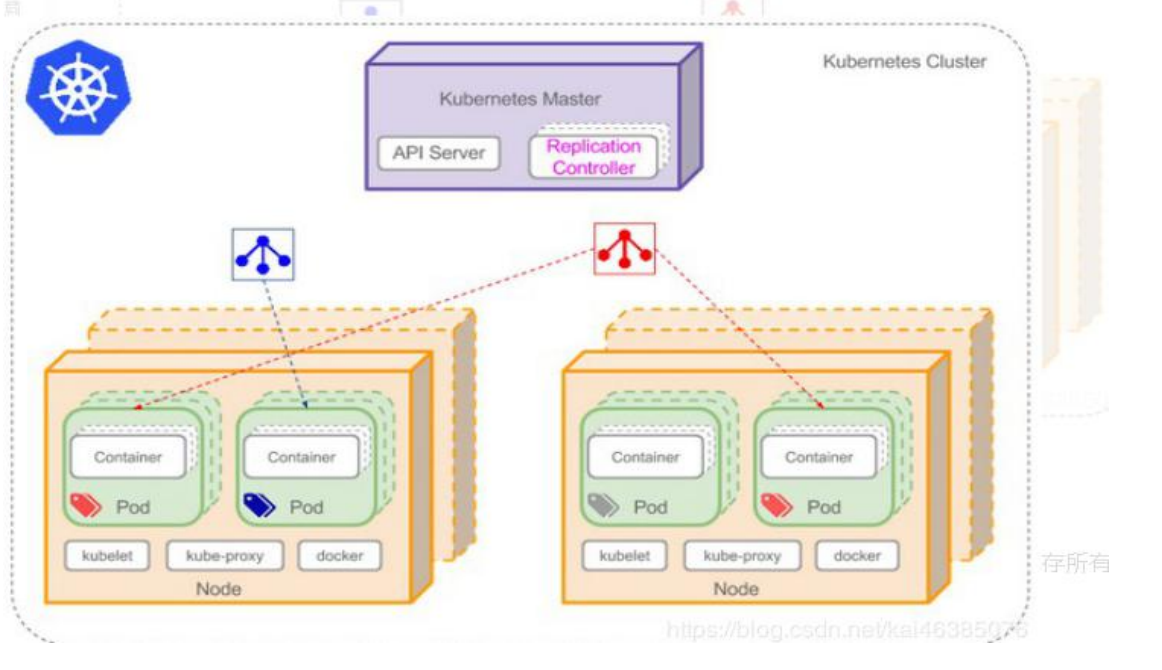 Kubernetes Cluster
Kubernetes Master
API Server
Replication
Controller
Container
Container
Container
Container
Pod
Pod
Pod
Pod
kubelet
kube-proxy
docker
kubelet
kube-proxy
docker
存所有
Node
Node
https://blog.csdn.net/kai46385076